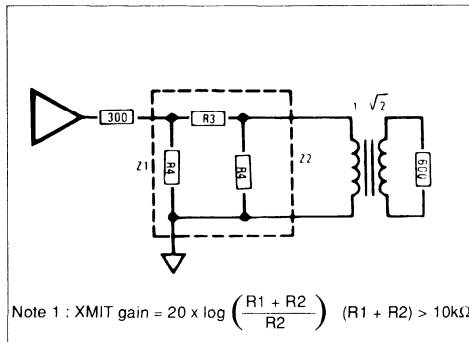 1 √2
300
R3
Z1
R4
R4
Z2
600
Note 1 : XMIT gain = 20 x log ( R1 + R2 / R2 ) (R1 + R2) > 10kΩ